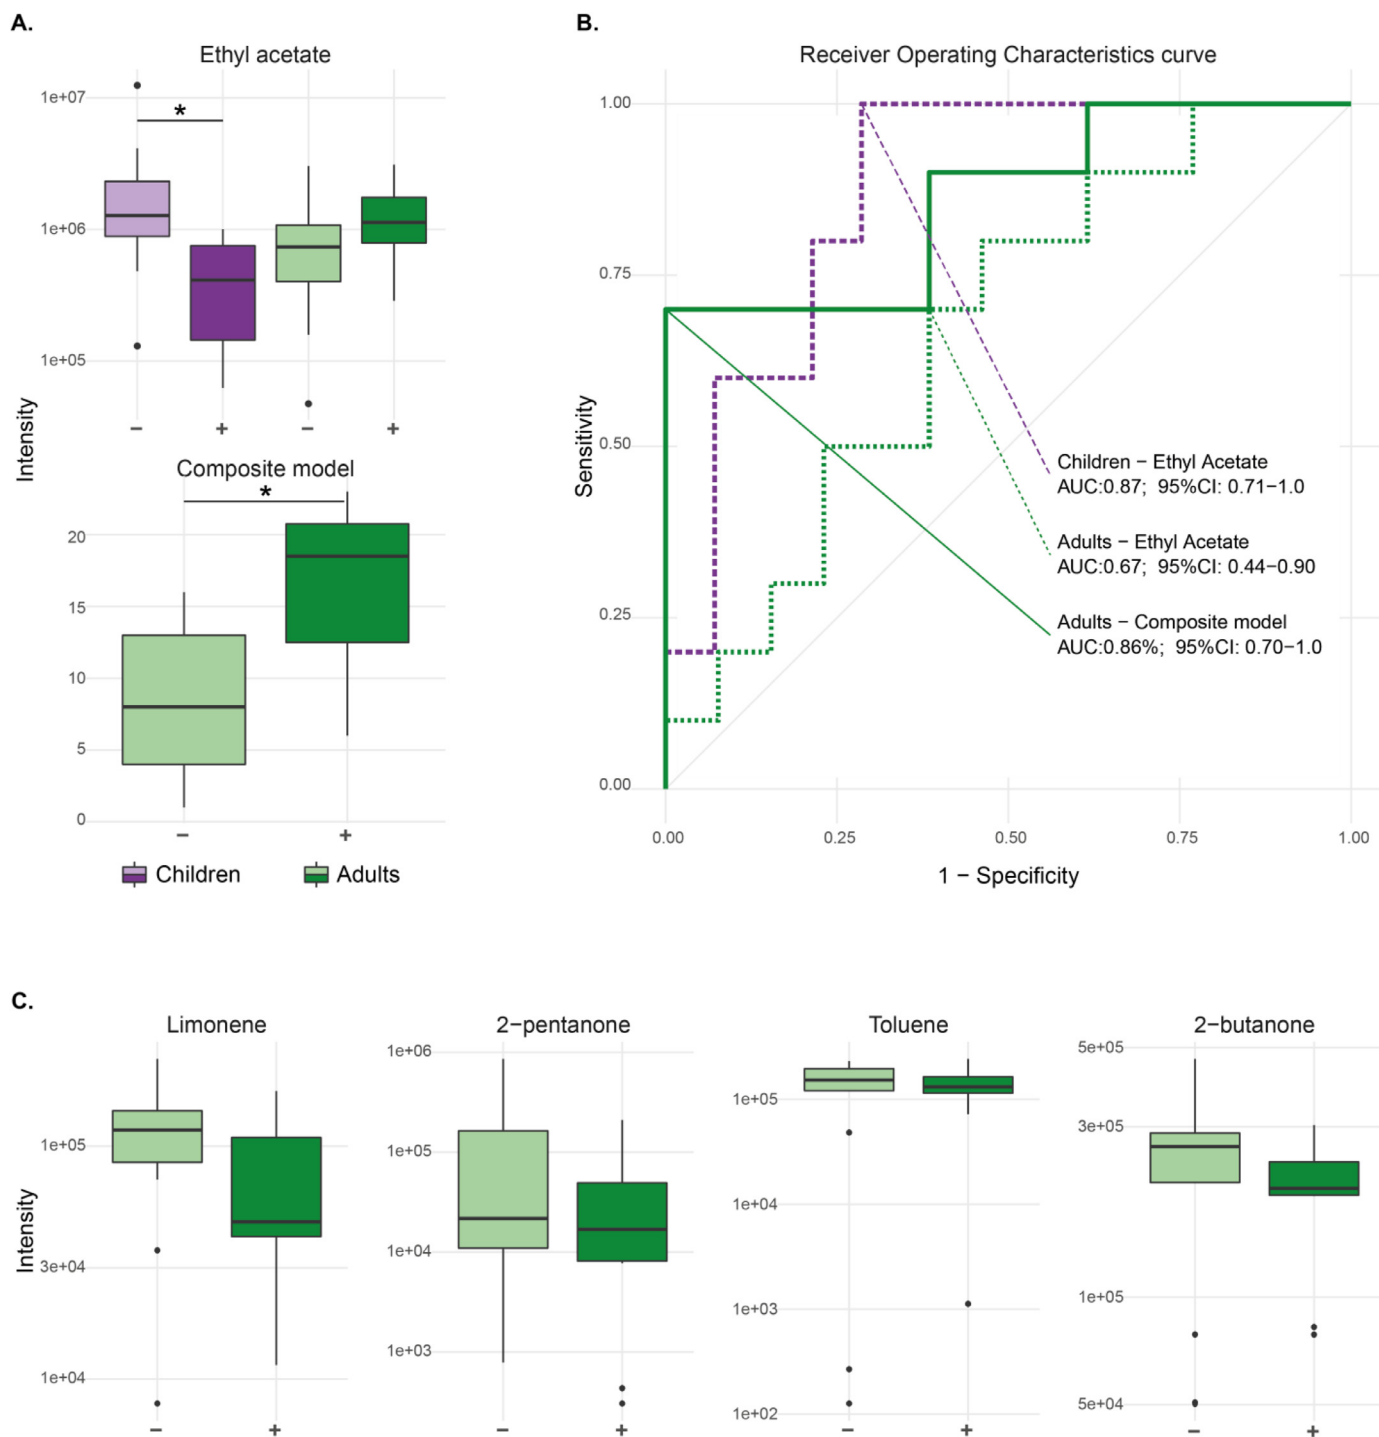 A.
Ethyl acetate
1e+07
*
1e+06
1e+05
− + − +
Intensity
Composite model
*
20
15
10
5
0
− +
Children Adults
B.
Receiver Operating Characteristics curve
1.00
0.75
0.50
0.25
0.00
Sensitivity
Children − Ethyl Acetate
AUC:0.87; 95%CI: 0.71−1.0
Adults − Ethyl Acetate
AUC:0.67; 95%CI: 0.44−0.90
Adults − Composite model
AUC:0.86%; 95%CI: 0.70−1.0
0.00 0.25 0.50 0.75 1.00
1 − Specificity
C.
Limonene
1e+05
3e+04
1e+04
Intensity
− +
2−pentanone
1e+06
1e+05
1e+04
1e+03
− +
Toluene
1e+05
1e+04
1e+03
1e+02
− +
2−butanone
5e+05
3e+05
1e+05
5e+04
− +